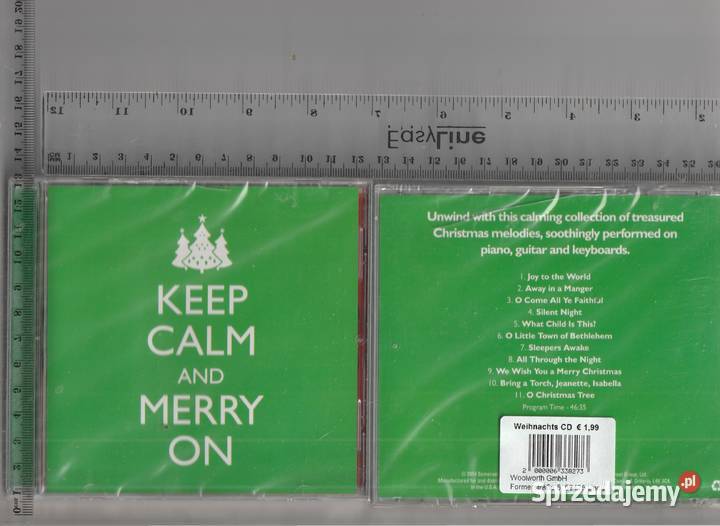 EasyLine
KEEP
CALM
AND
MERRY
ON
Unwind with this calming collection of treasured
Christmas melodies, soothingly performed on
piano, guitar and keyboards.
1. Joy to the World
2. Away in a Manger
3. O Come All Ye Faithful
4. Silent Night
5. What Child Is This?
6. O Little Town of Bethlehem
7. Sleepers Awake
8. All Through the Night
9. We Wish You a Merry Christmas
10. Bring a Torch, Jeanette, Isabella
11. O Christmas Tree
Program Time - 46:35
Weihnachts CD € 1,99
2 000006 338273
Woolworth GmbH
Sprzedajemy.pl